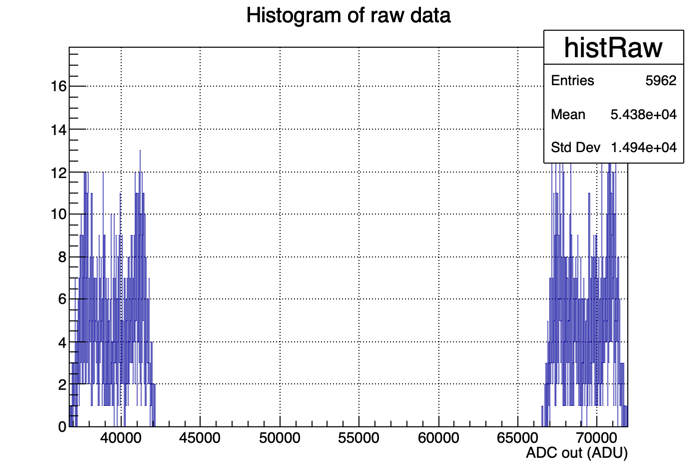 Histogram of raw data
histRaw
Entries 5962
Mean 5.438e+04
Std Dev 1.494e+04
16
14
12
10
8
6
4
2
0
40000 45000 50000 55000 60000 65000 70000
ADC out (ADU)